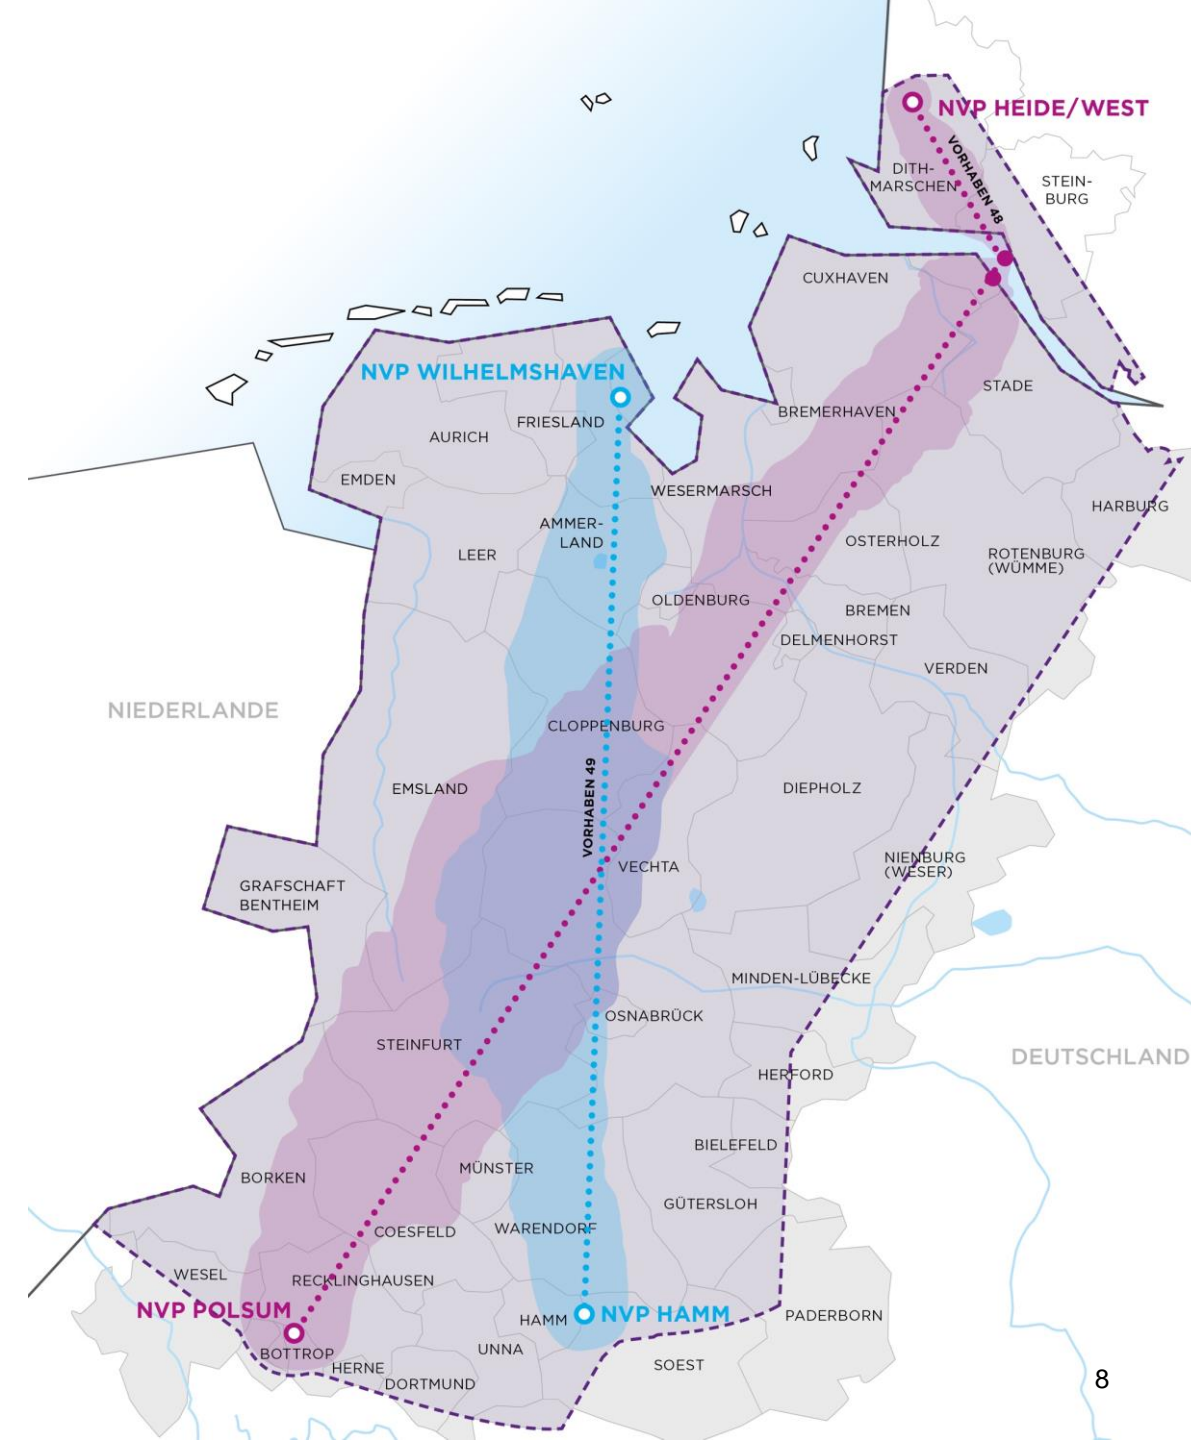 NVP HEIDE/WEST
VORHABEN 48
DITH-
MARSCHEN
STEIN-
BURG
CUXHAVEN
NVP WILHELMSHAVEN
STADE
BREMERHAVEN
FRIESLAND
AURICH
EMDEN
WESERMARSCH
HARBURG
AMMER-
LAND
LEER
OSTERHOLZ
ROTENBURG
(WÜMME)
OLDENBURG
BREMEN
DELMENHORST
VERDEN
NIEDERLANDE
CLOPPENBURG
VORHABEN 49
EMSLAND
DIEPHOLZ
VECHTA
NIENBURG
(WESER)
GRAFSCHAFT
BENTHEIM
MINDEN-LÜBECKE
OSNABRÜCK
STEINFURT
DEUTSCHLAND
HERFORD
BIELEFELD
MÜNSTER
BORKEN
GÜTERSLOH
WARENDORF
COESFELD
WESEL
RECKLINGHAUSEN
NVP POLSUM
HAMM
NVP HAMM
PADERBORN
UNNA
BOTTROP
HERNE
SOEST
DORTMUND
8